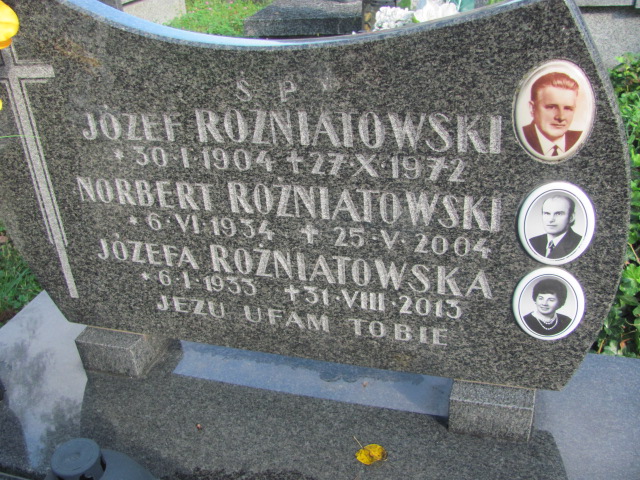 Ś P
JÓZEF ROŻNIATOWSKI
* 30·I·1904 + 27·X·1972
NORBERT ROŻNIATOWSKI
* 6·VI·1934 + 25·V·2004
JÓZEFA ROŻNIATOWSKA
* 6·I·1933 + 31·VIII·2013
JEZU UFAM TOBIE